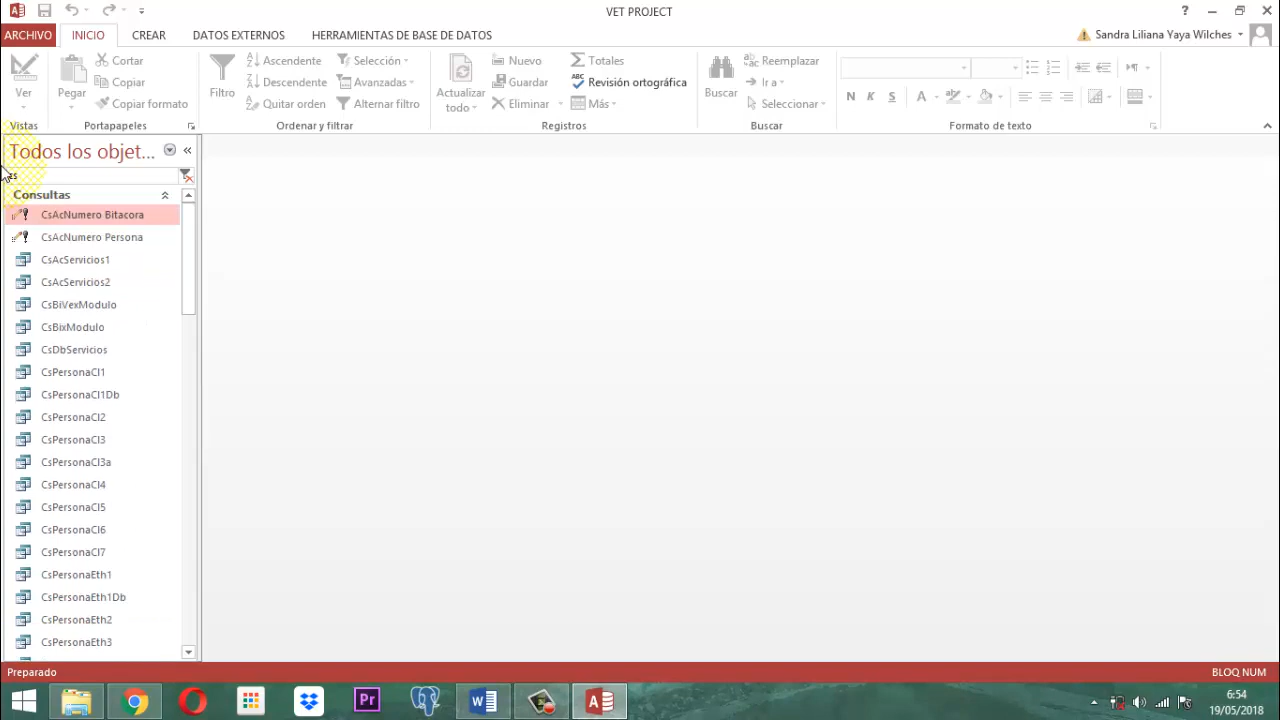 VET PROJECT
?
ARCHIVO INICIO CREAR DATOS EXTERNOS HERRAMIENTAS DE BASE DE DATOS Sandra Liliana Yaya Wilches
Ver
Vistas
Pegar
Cortar
Copiar
Copiar formato
Portapapeles
Filtro
Ascendente
Descendente
Quitar orden
Selección
Avanzadas
Alternar filtro
Ordenar y filtrar
Actualizar todo
Nuevo
Guardar
Eliminar
Totales
Revisión ortográfica
Más
Registros
Buscar
Reemplazar
Ir a
Seleccionar
Buscar
N K S A
Formato de texto
Todos los objet...
Consultas
CsAcNumero Bitacora
CsAcNumero Persona
CsAcServicios1
CsAcServicios2
CsBiVexModulo
CsBixModulo
CsDbServicios
CsPersonaCl1
CsPersonaCl1Db
CsPersonaCl2
CsPersonaCl3
CsPersonaCl3a
CsPersonaCl4
CsPersonaCl5
CsPersonaCl6
CsPersonaCl7
CsPersonaEth1
CsPersonaEth1Db
CsPersonaEth2
CsPersonaEth3
Preparado
BLOQ NUM
Pr
6:54
19/05/2018